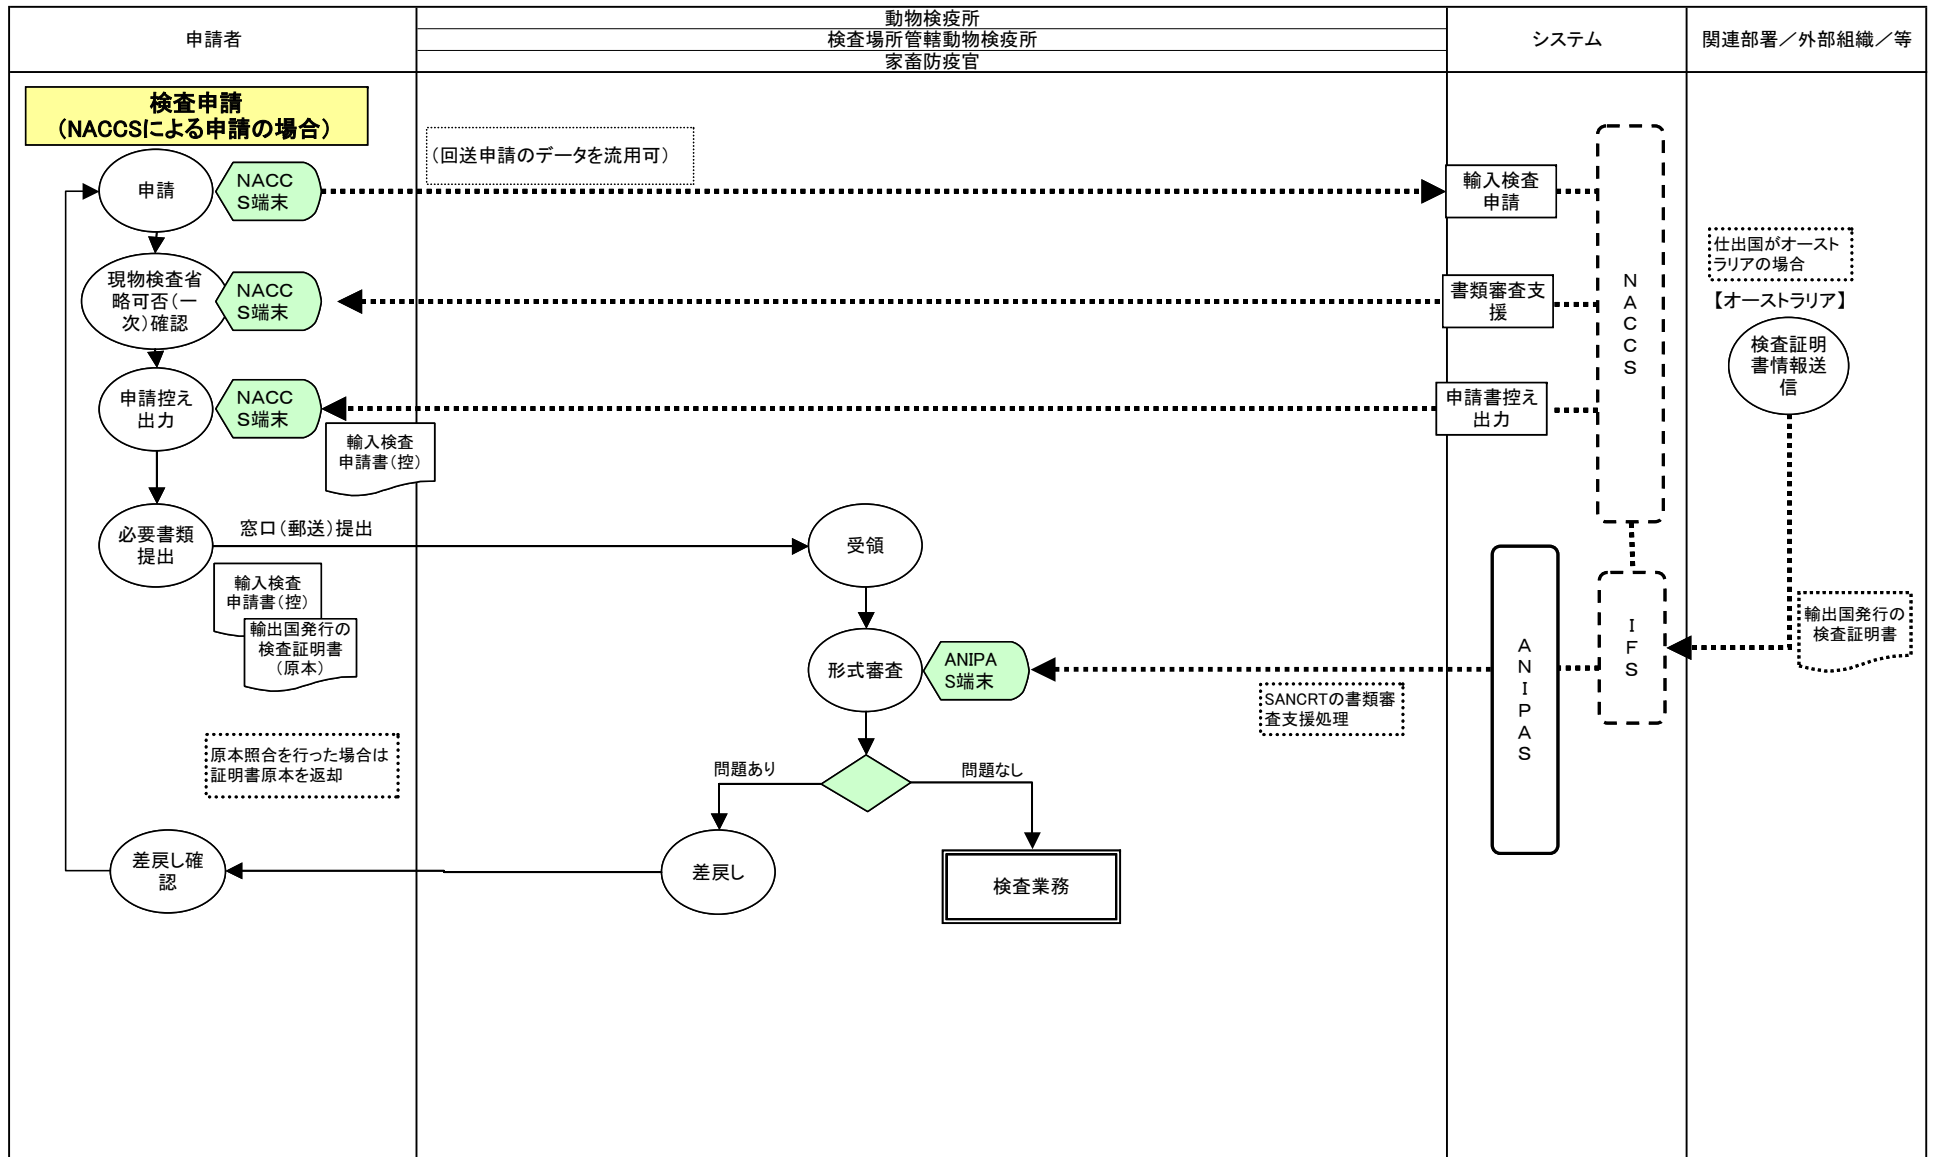 申請者
動物検疫所
検査場所管轄動物検疫所
家畜防疫官
システム
関連部署／外部組織／等
検査申請
（NACCSによる申請の場合）
（回送申請のデータを流用可）
申請
NACC
S端末
輸入検査
申請
現物検査省
略可否（一
次）確認
NACC
S端末
書類審査支
援
申請控え
出力
NACC
S端末
申請書控え
出力
輸入検査
申請書（控）
N
A
C
C
S
仕出国がオースト
ラリアの場合
【オーストラリア】
検査証明
書情報送
信
必要書類
提出
窓口（郵送）提出
受領
輸入検査
申請書（控）
輸出国発行の
検査証明書
（原本）
形式審査
ANIPA
S端末
SANCRTの書類審
査支援処理
A
N
I
P
A
S
I
F
S
輸出国発行の
検査証明書
原本照合を行った場合は
証明書原本を返却
問題あり
問題なし
差戻し確
認
差戻し
検査業務